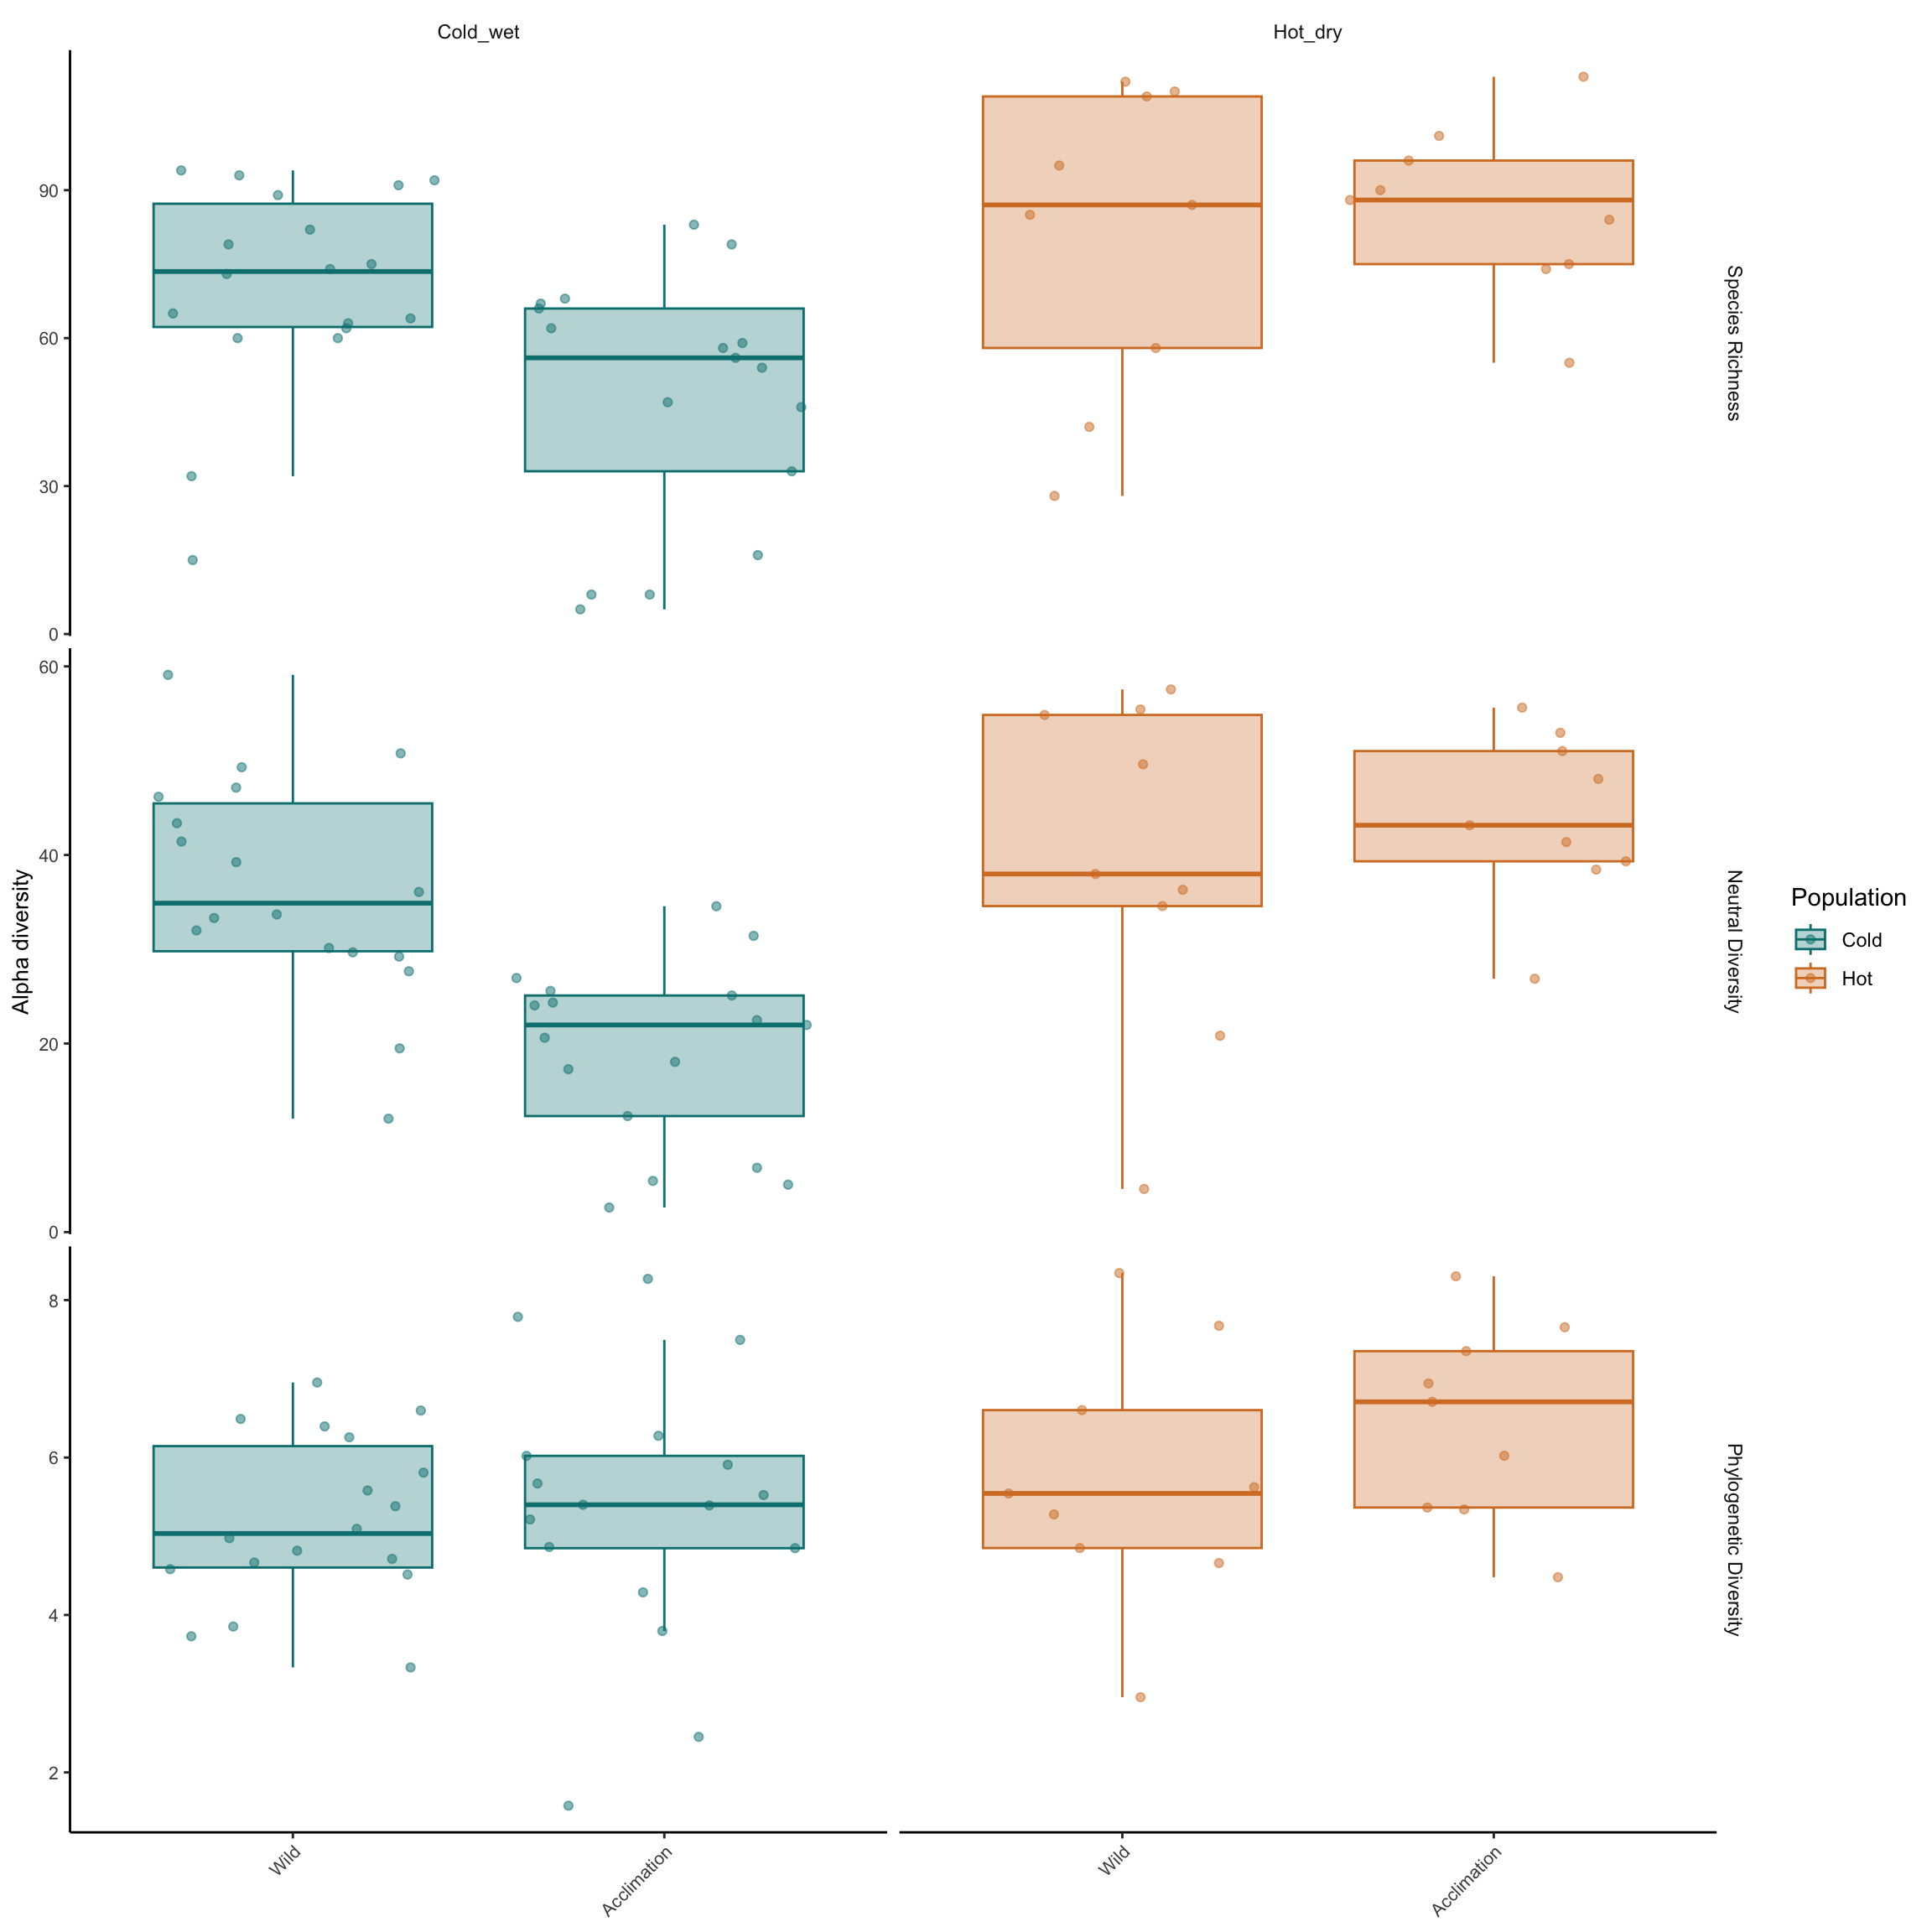 Cold_wet
Hot_dry
90
60
30
0
Species Richness
60
40
20
0
Neutral Diversity
8
6
4
2
Phylogenetic Diversity
Alpha diversity
Wild
Acclimation
Wild
Acclimation
Population
Cold
Hot